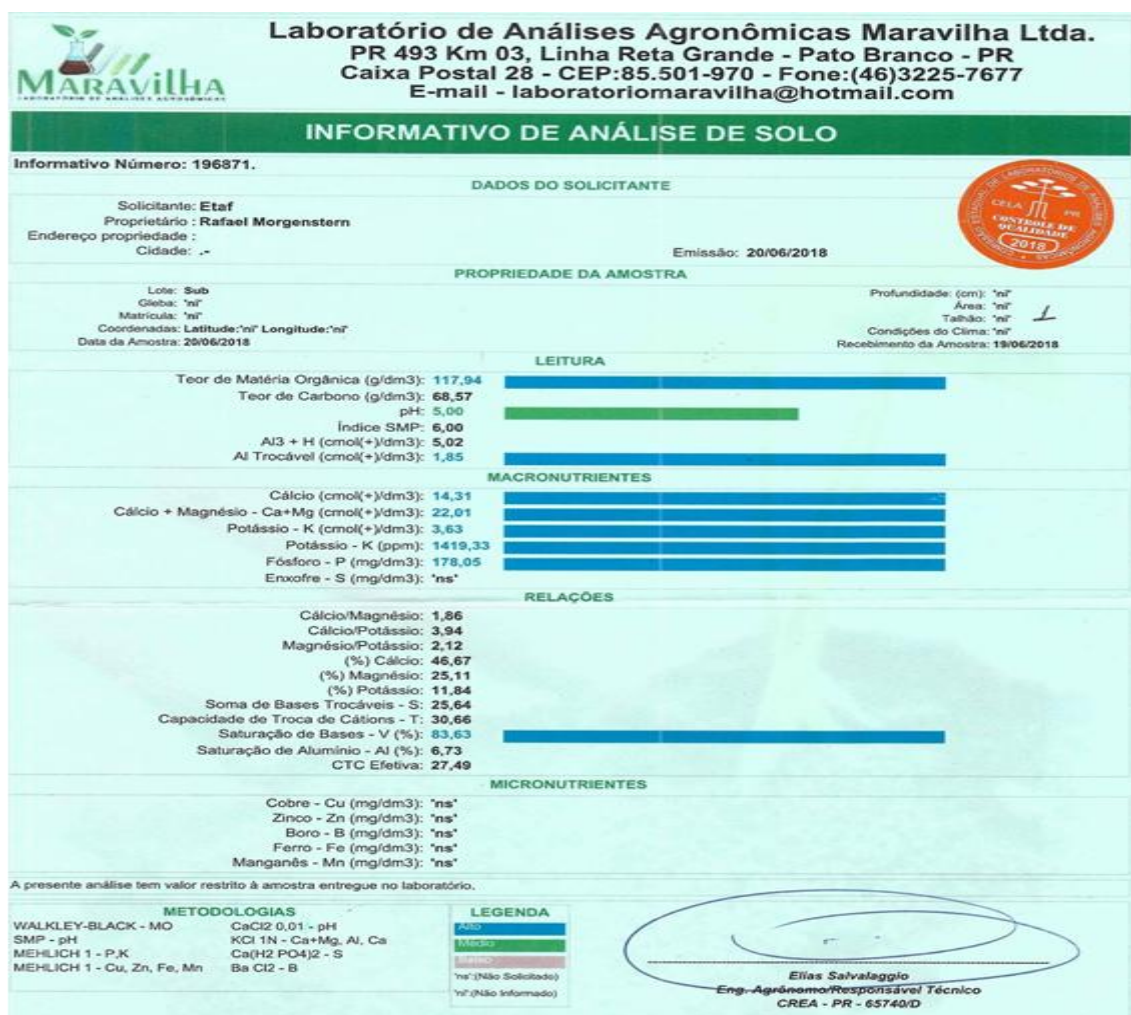 MARAVILHA
LABORATÓRIO DE ANÁLISES AGRONÔMICAS
Laboratório de Análises Agronômicas Maravilha Ltda.
PR 493 Km 03, Linha Reta Grande - Pato Branco - PR
Caixa Postal 28 - CEP:85.501-970 - Fone:(46)3225-7677
E-mail - laboratoriomaravilha@hotmail.com
INFORMATIVO DE ANÁLISE DE SOLO
Informativo Número: 196871.
DADOS DO SOLICITANTE
Solicitante: Etaf
Proprietário : Rafael Morgenstern
Endereço propriedade :
Cidade: .-
Emissão: 20/06/2018
COMISSÃO ESTADUAL DE LABORATÓRIOS DE ANÁLISES AGRONÔMICAS
CELA PR
CONTROLE DE
QUALIDADE
2018
PROPRIEDADE DA AMOSTRA
Lote: Sub
Gleba: 'ni'
Matrícula: 'ni'
Coordenadas: Latitude:'ni' Longitude:'ni'
Data da Amostra: 20/06/2018
Profundidade: (cm): 'ni'
Área: 'ni'
Talhão: 'ni' 1
Condições do Clima: 'ni'
Recebimento da Amostra: 19/06/2018
LEITURA
Teor de Matéria Orgânica (g/dm3): 117,94
Teor de Carbono (g/dm3): 68,57
pH: 5,00
Índice SMP: 6,00
Al3 + H (cmol(+)/dm3): 5,02
Al Trocável (cmol(+)/dm3): 1,85
MACRONUTRIENTES
Cálcio (cmol(+)/dm3): 14,31
Cálcio + Magnésio - Ca+Mg (cmol(+)/dm3): 22,01
Potássio - K (cmol(+)/dm3): 3,63
Potássio - K (ppm): 1419,33
Fósforo - P (mg/dm3): 178,05
Enxofre - S (mg/dm3): 'ns'
RELAÇÕES
Cálcio/Magnésio: 1,86
Cálcio/Potássio: 3,94
Magnésio/Potássio: 2,12
(%) Cálcio: 46,67
(%) Magnésio: 25,11
(%) Potássio: 11,84
Soma de Bases Trocáveis - S: 25,64
Capacidade de Troca de Cátions - T: 30,66
Saturação de Bases - V (%): 83,63
Saturação de Alumínio - Al (%): 6,73
CTC Efetiva: 27,49
MICRONUTRIENTES
Cobre - Cu (mg/dm3): 'ns'
Zinco - Zn (mg/dm3): 'ns'
Boro - B (mg/dm3): 'ns'
Ferro - Fe (mg/dm3): 'ns'
Manganês - Mn (mg/dm3): 'ns'
A presente análise tem valor restrito à amostra entregue no laboratório.
METODOLOGIAS
WALKLEY-BLACK - MO CaCl2 0,01 - pH
SMP - pH KCl 1N - Ca+Mg, Al, Ca
MEHLICH 1 - P,K Ca(H2 PO4)2 - S
MEHLICH 1 - Cu, Zn, Fe, Mn Ba Cl2 - B
LEGENDA
Alto
Médio
Baixo
'ns':(Não Solicitado)
'ni':(Não Informado)
Elias Salvalaggio
Eng. Agrônomo/Responsável Técnico
CREA - PR - 65740/D